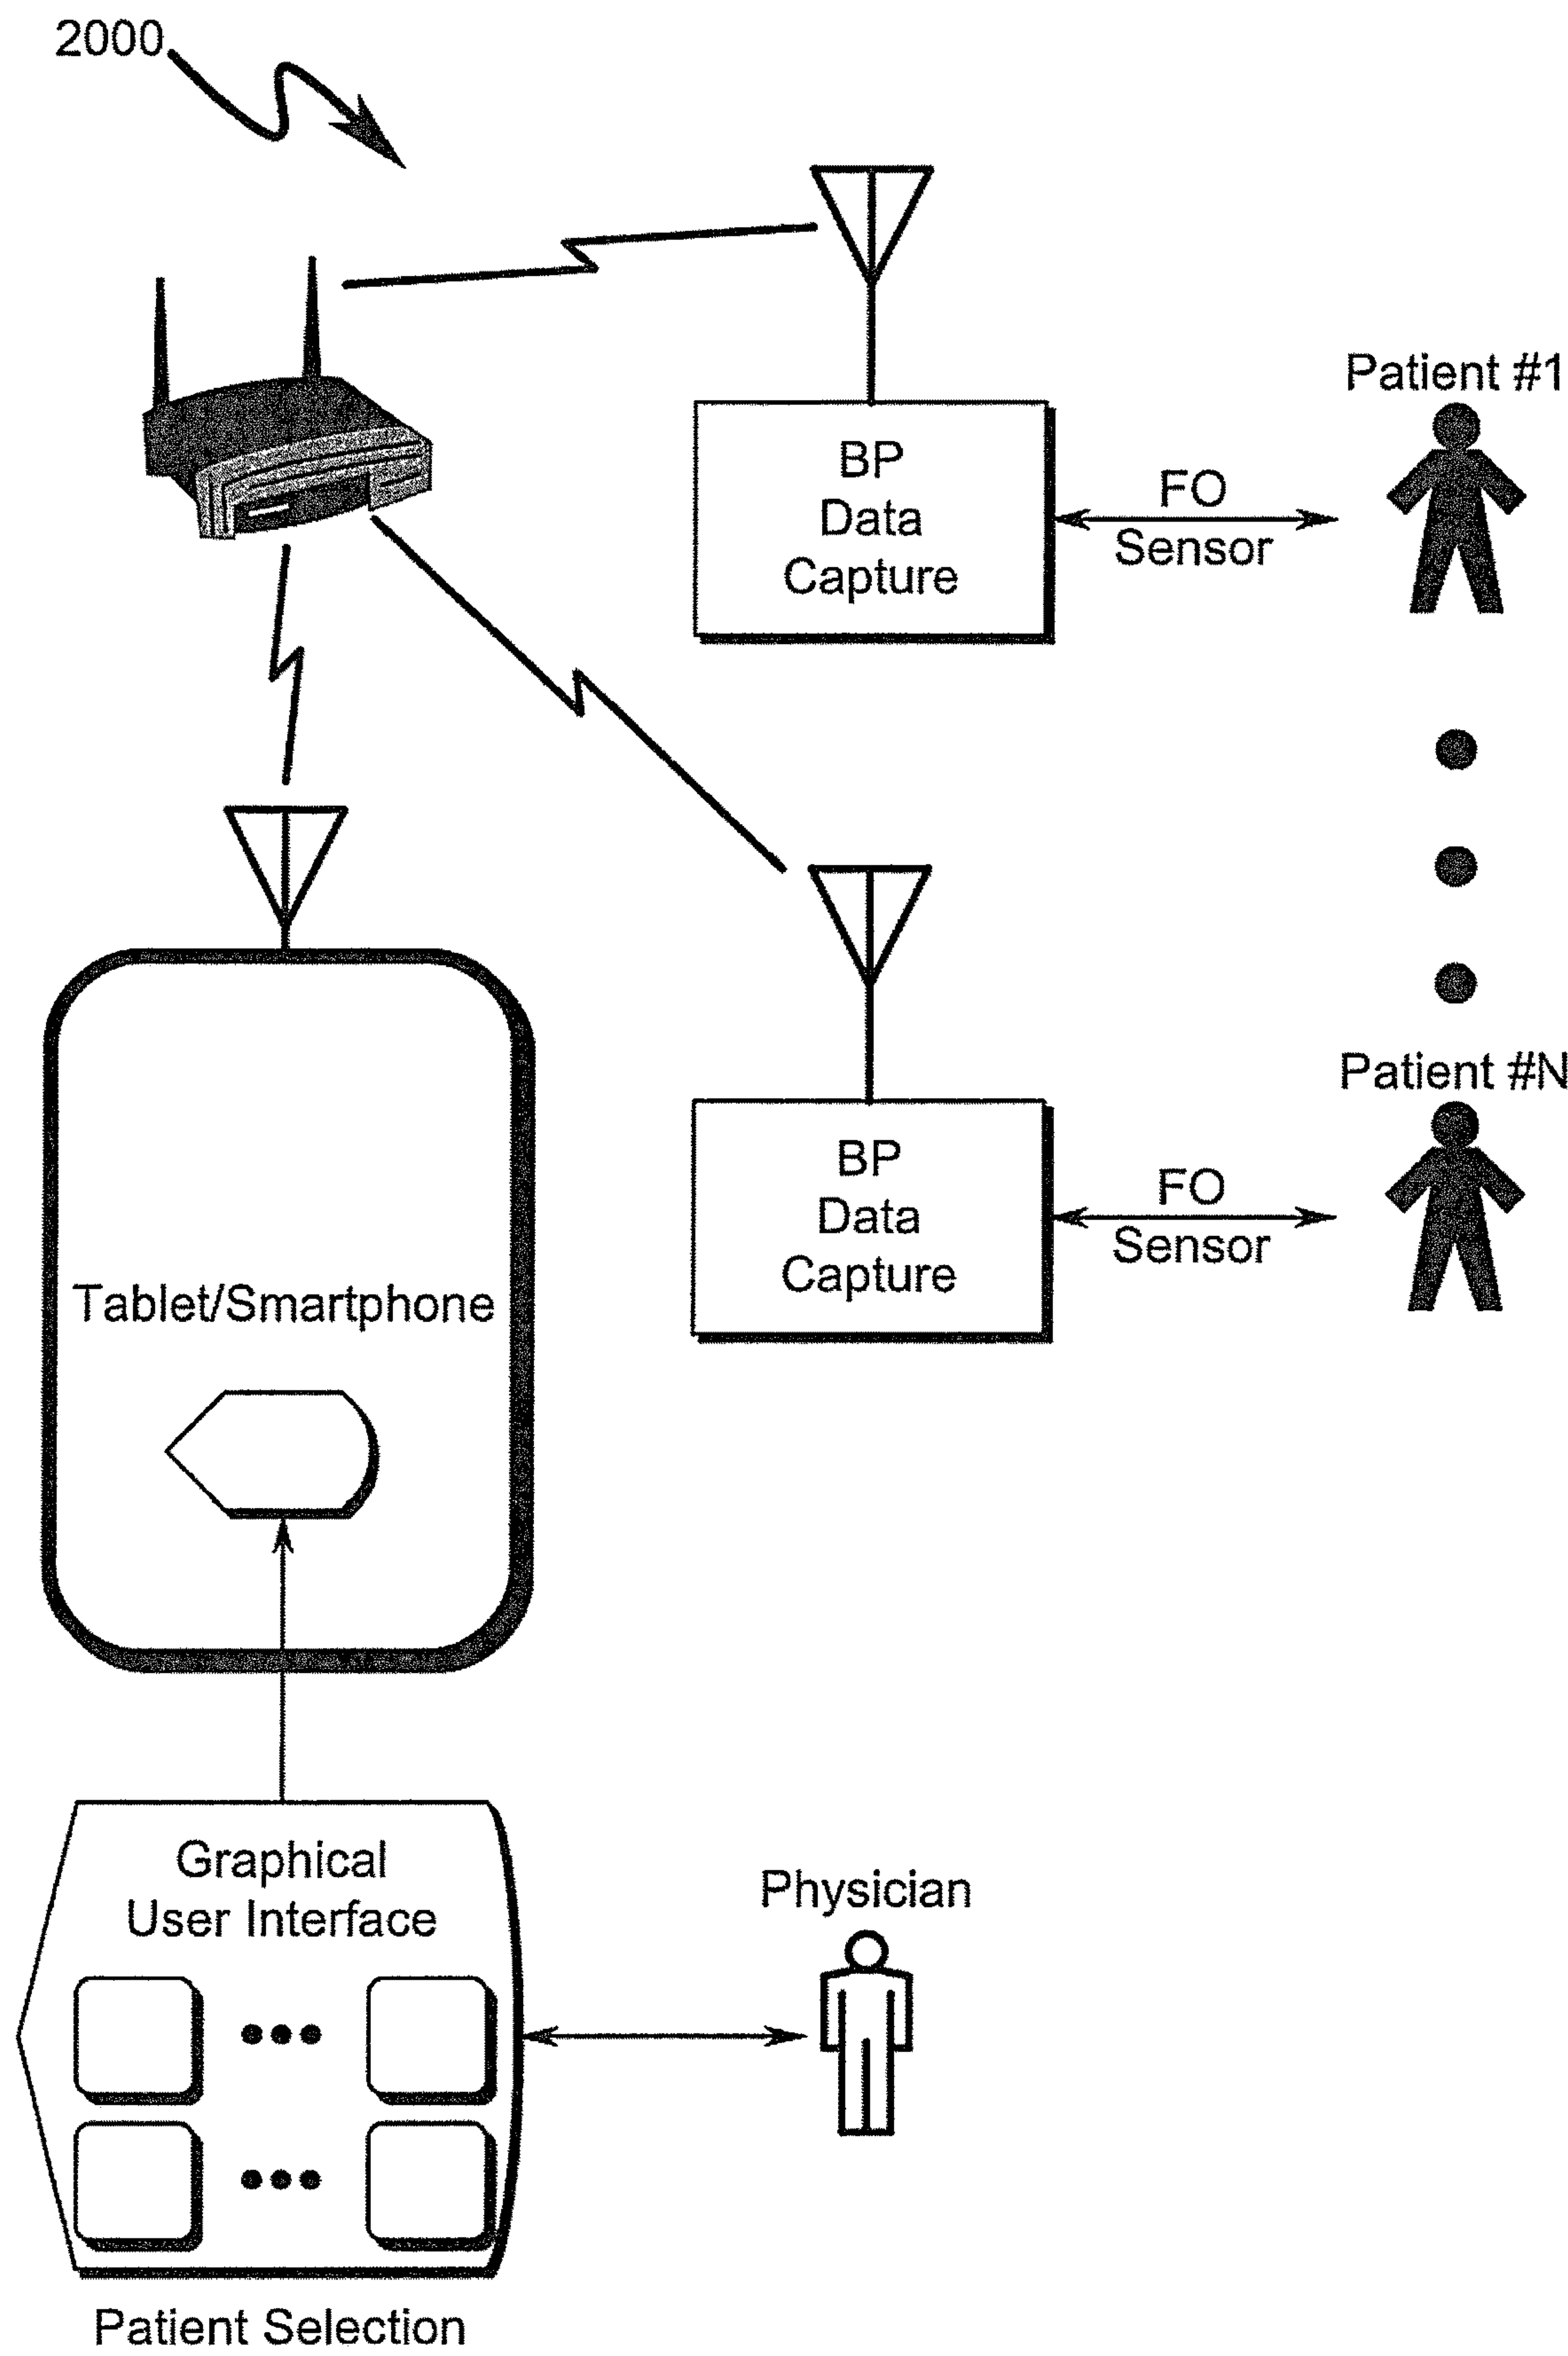 2000
Patient #1
BP
Data
Capture
FO
Sensor
Patient #N
BP
Data
Capture
FO
Sensor
Tablet/Smartphone
Graphical
User Interface
Physician
Patient Selection